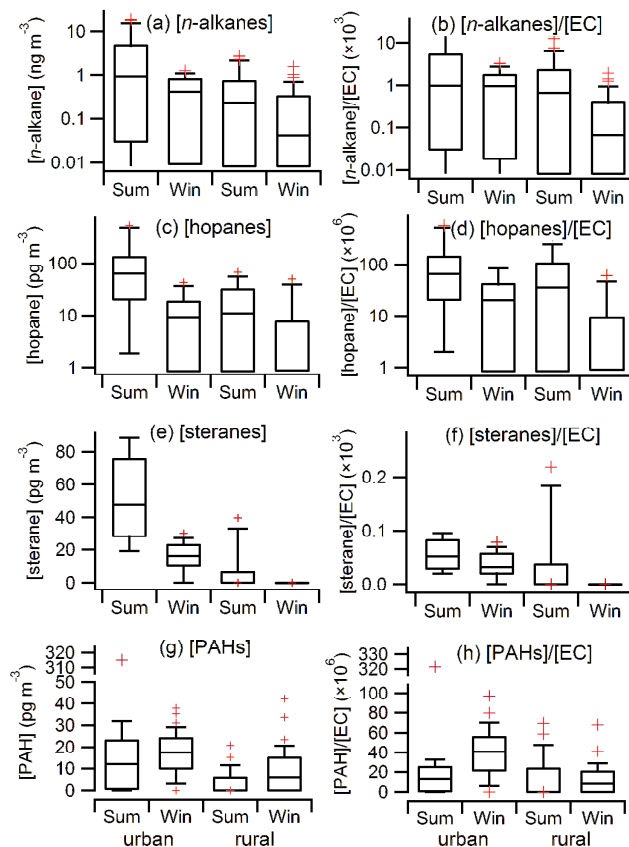 (a) [n-alkanes]
[n-alkane] (ng m⁻³)
10
1
0.1
0.01
Sum Win Sum Win
(b) [n-alkanes]/[EC]
[n-alkane]/[EC] (×10³)
10
1
0.1
0.01
Sum Win Sum Win
(c) [hopanes]
[hopane] (pg m⁻³)
100
10
1
Sum Win Sum Win
(d) [hopanes]/[EC]
[hopane]/[EC] (×10⁶)
100
10
1
Sum Win Sum Win
(e) [steranes]
[sterane] (pg m⁻³)
80
60
40
20
0
Sum Win Sum Win
(f) [steranes]/[EC]
[sterane]/[EC] (×10³)
0.2
0.1
0.0
Sum Win Sum Win
(g) [PAHs]
[PAH] (pg m⁻³)
320
310
50
40
30
20
10
0
Sum Win Sum Win
urban rural
(h) [PAHs]/[EC]
[PAH]/[EC] (×10⁶)
330
320
100
80
60
40
20
0
Sum Win Sum Win
urban rural